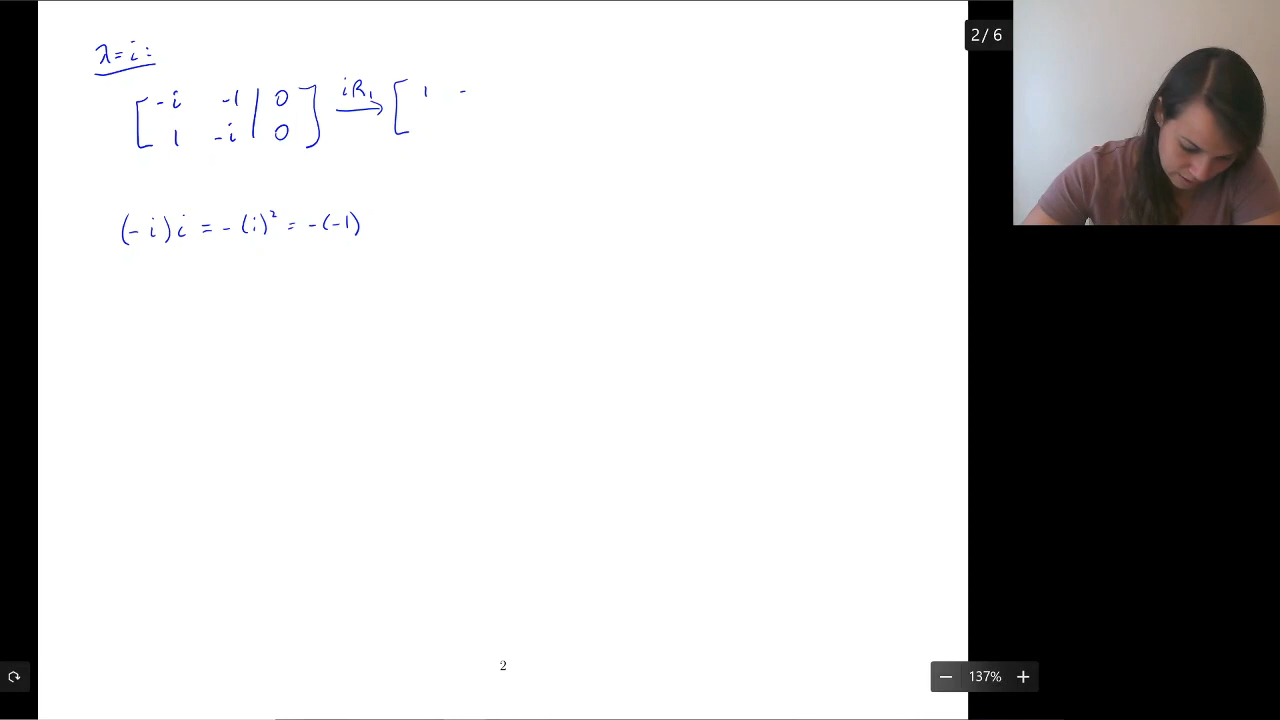 λ = i :
[ -i -1 | 0 ] iR₁ → [ 1 -
[ 1 -i | 0 ]
(-i)i = -(i)² = -(-1)
2
2 / 6
137%